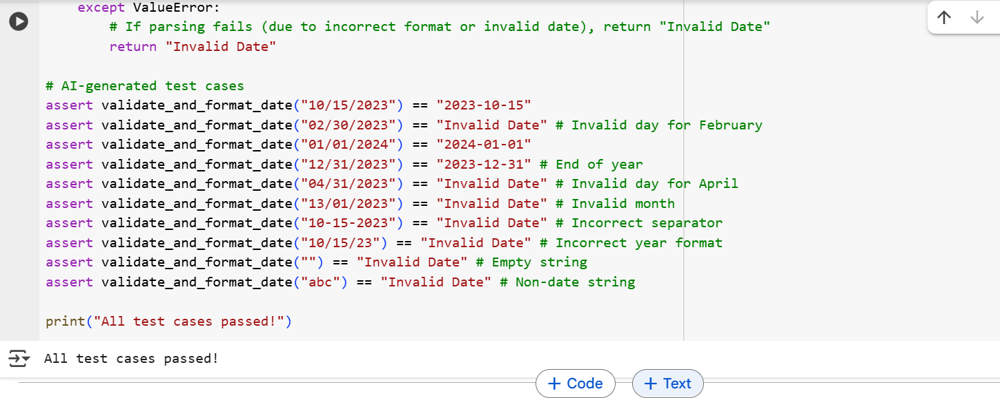 except ValueError:
        # If parsing fails (due to incorrect format or invalid date), return "Invalid Date"
        return "Invalid Date"

# AI-generated test cases
assert validate_and_format_date("10/15/2023") == "2023-10-15"
assert validate_and_format_date("02/30/2023") == "Invalid Date" # Invalid day for February
assert validate_and_format_date("01/01/2024") == "2024-01-01"
assert validate_and_format_date("12/31/2023") == "2023-12-31" # End of year
assert validate_and_format_date("04/31/2023") == "Invalid Date" # Invalid day for April
assert validate_and_format_date("13/01/2023") == "Invalid Date" # Invalid month
assert validate_and_format_date("10-15-2023") == "Invalid Date" # Incorrect separator
assert validate_and_format_date("10/15/23") == "Invalid Date" # Incorrect year format
assert validate_and_format_date("") == "Invalid Date" # Empty string
assert validate_and_format_date("abc") == "Invalid Date" # Non-date string

print("All test cases passed!")
All test cases passed!
+ Code
+ Text